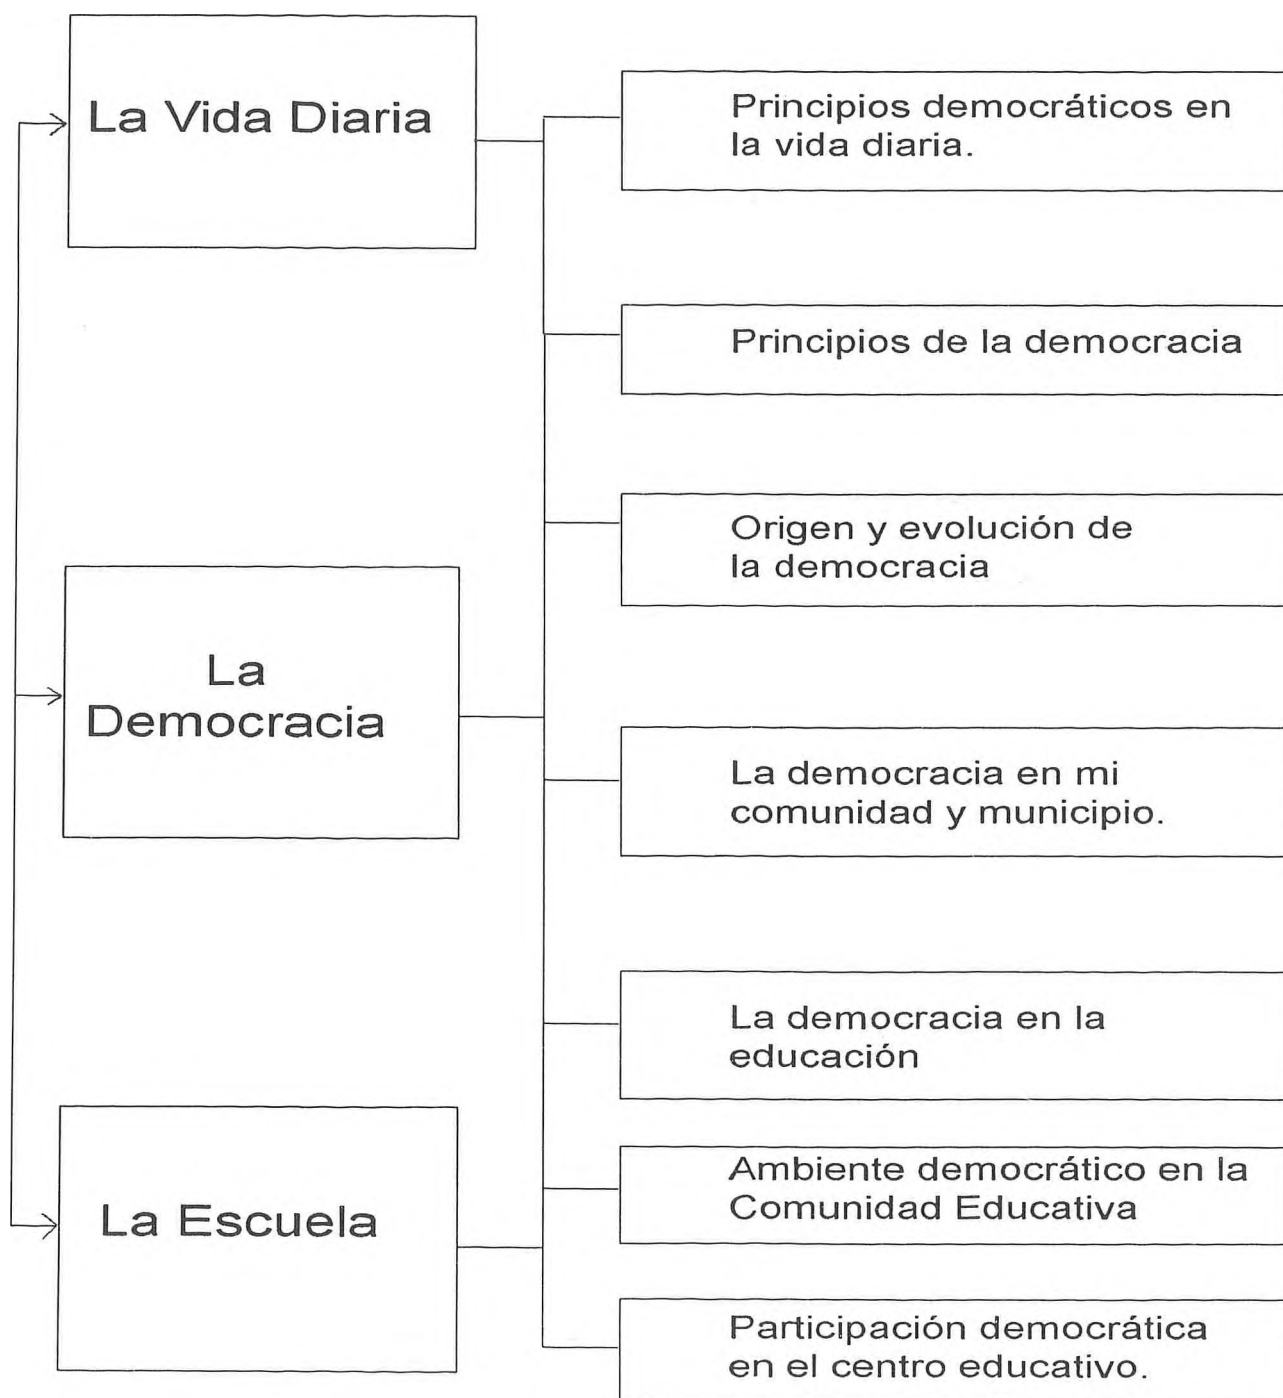 La Vida Diaria
Principios democráticos en
la vida diaria.
Principios de la democracia
Origen y evolución de
la democracia
La
Democracia
La democracia en mi
comunidad y municipio.
La democracia en la
educación
La Escuela
Ambiente democrático en la
Comunidad Educativa
Participación democrática
en el centro educativo.